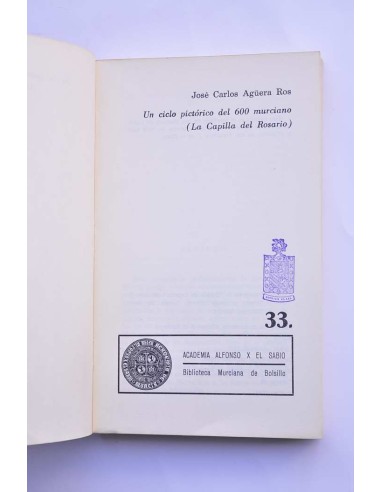 José Carlos Agüera Ros
Un ciclo pictórico del 600 murciano
(La Capilla del Rosario)
33.
ACADEMIA ALFONSO X EL SABIO
Biblioteca Murciana de Bolsillo